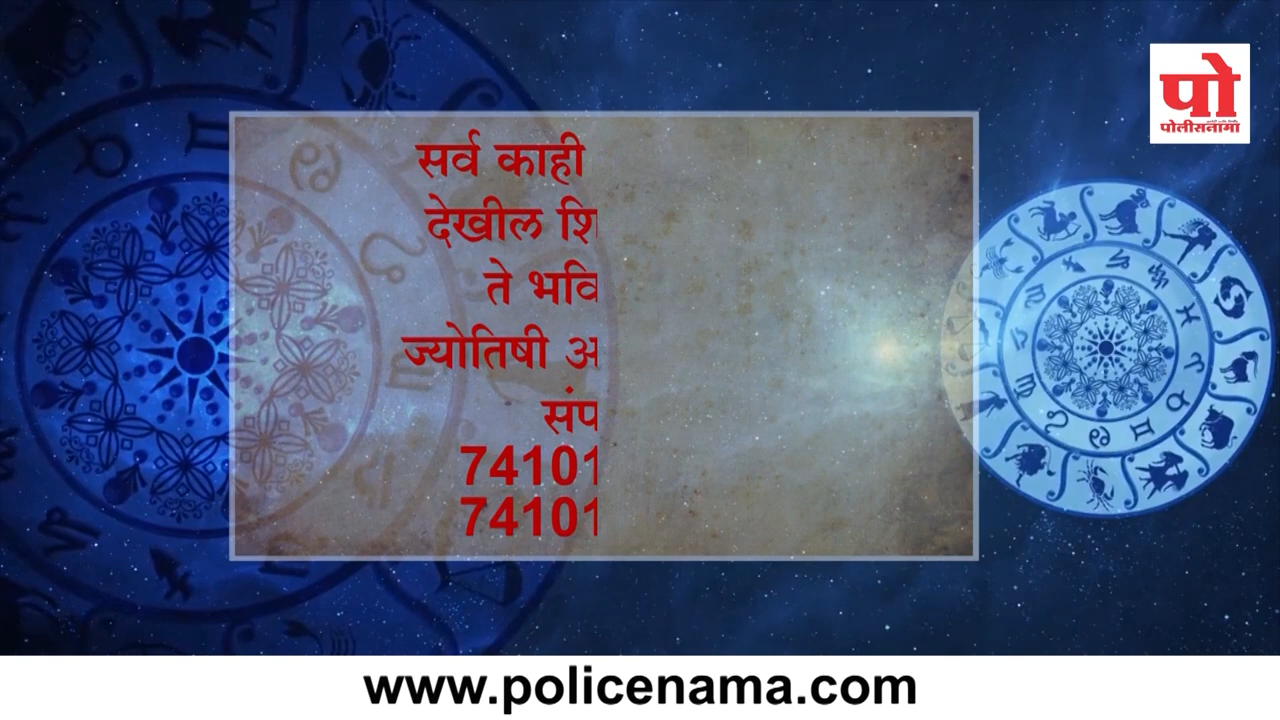 पो
पोलीसनामा
सर्व काही
देखील
ते
ज्योतिषी
74101
74101
www.policenama.com